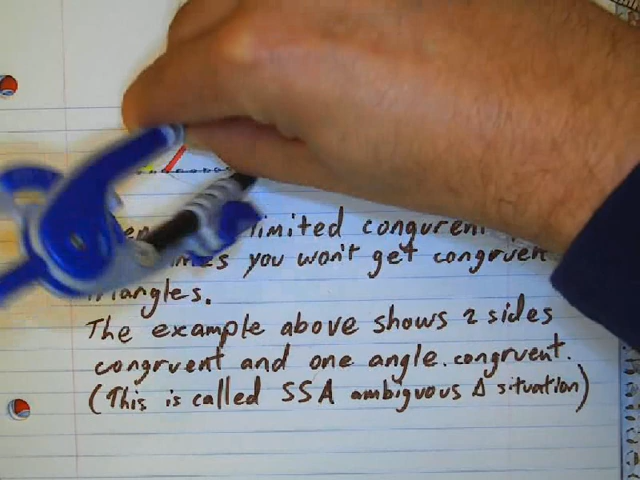 limited congurent
you won't get congruent
triangles.
The example above shows 2 sides
congruent and one angle.congruent.
(This is called SSA ambiguous Δ situation)